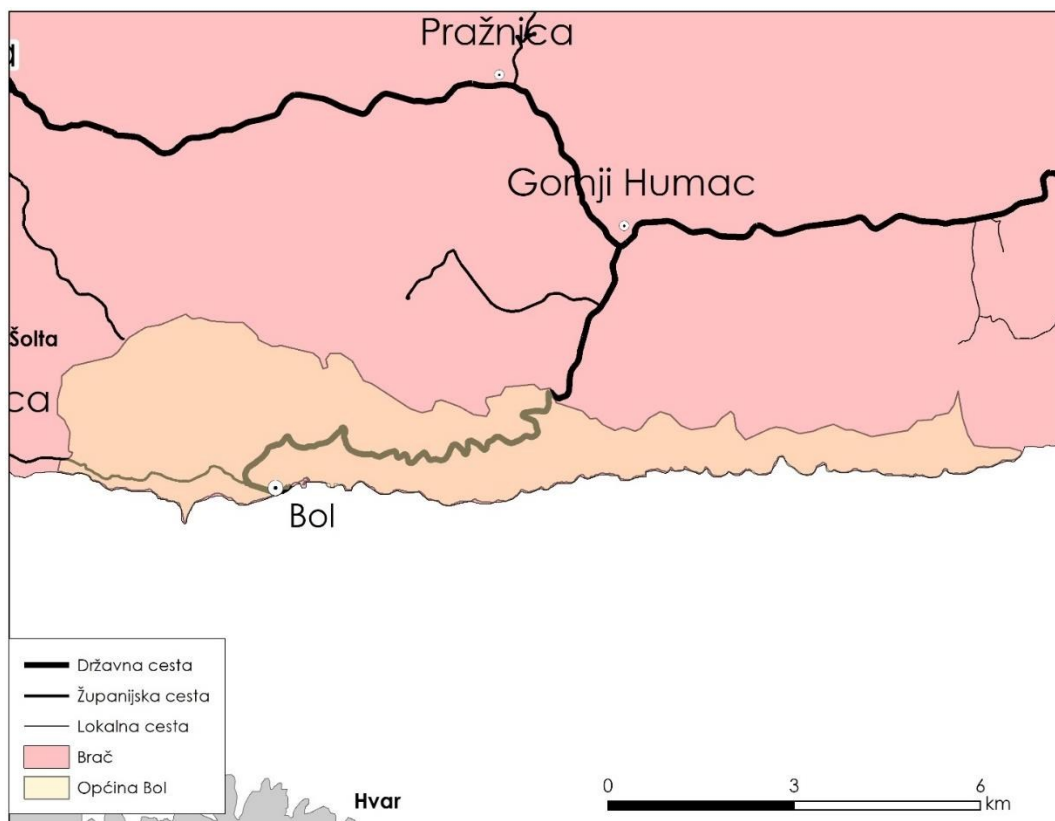 Pražnica
Gornji Humac
Šolta
ca
Bol
Državna cesta
Županijska cesta
Lokalna cesta
Brač
Općina Bol
Hvar
0 3 6
km